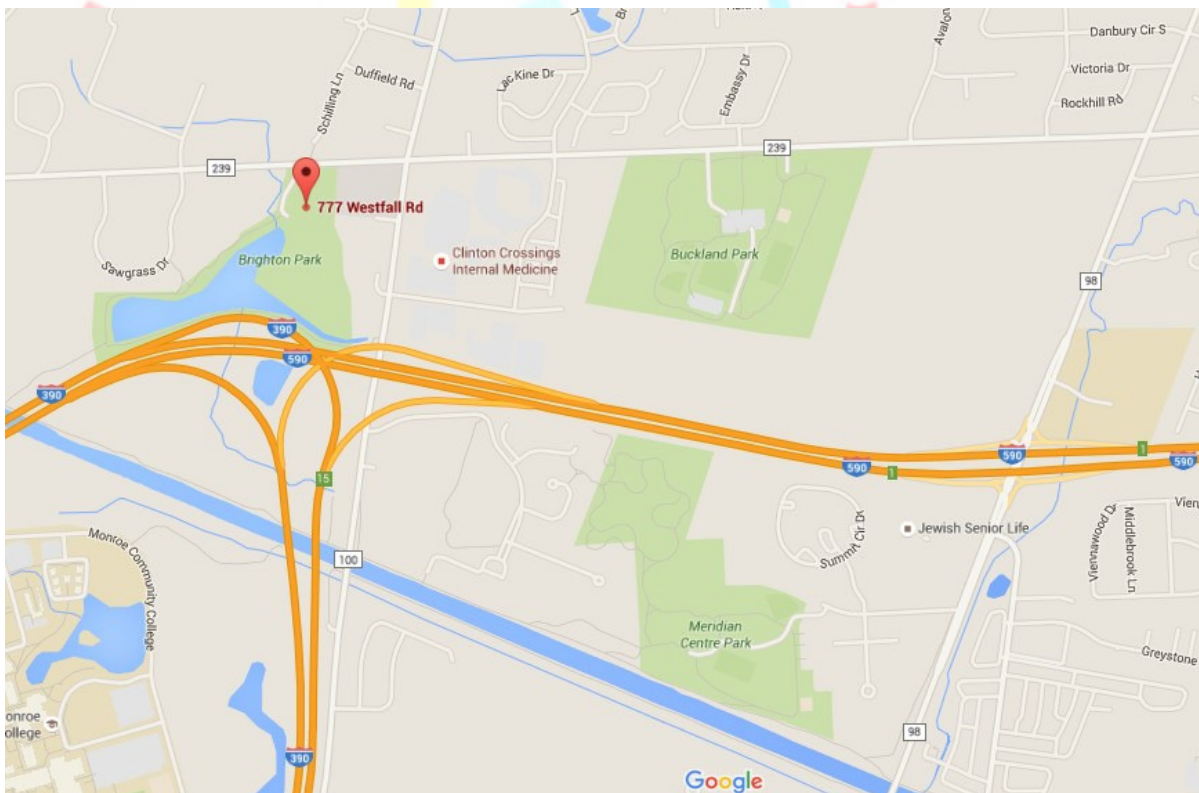 Danbury Cir S
Avalon
Embassy Dr
Lac Kine Dr
Duffield Rd
Schilling Ln
Victoria Dr
Rockhill Rd
239
239
777 Westfall Rd
Brighton Park
Sawgrass Dr
Clinton Crossings
Internal Medicine
Buckland Park
98
390
590
390
590
590
1
1
590
15
Jewish Senior Life
Summit Cir Dr
Viennawood D
Middlebrook Ln
Vien
Monroe Community College
100
Meridian
Centre Park
Greystone
onroe
ollege
98
390
Google